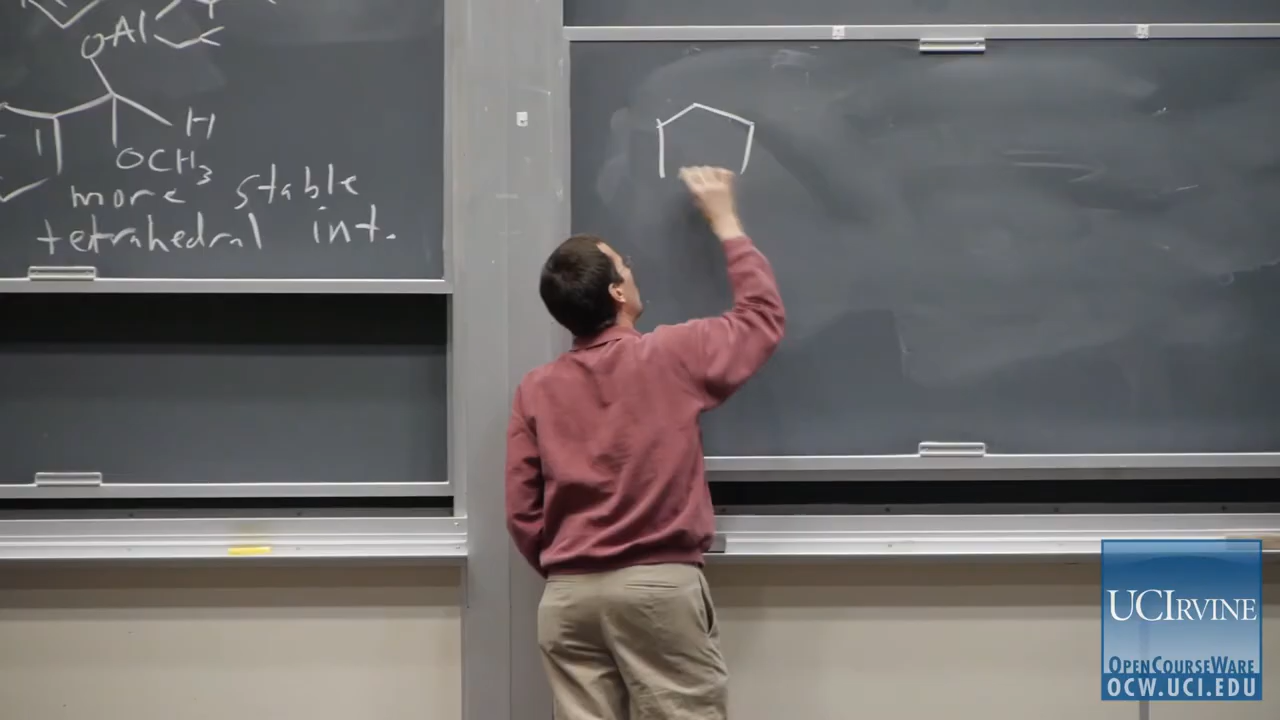 OAl
H
OCH₃
more stable
tetrahedral int.
UCIRVINE
OPENCOURSEWARE
OCW.UCI.EDU